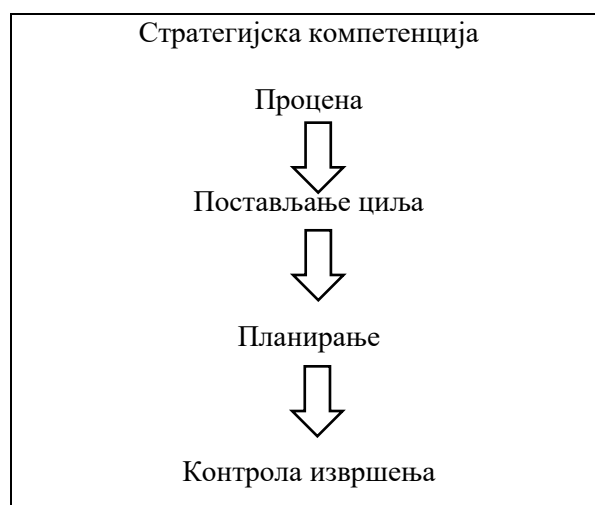 Стратегијска компетенција
Процена
Постављање циља
Планирање
Контрола извршења